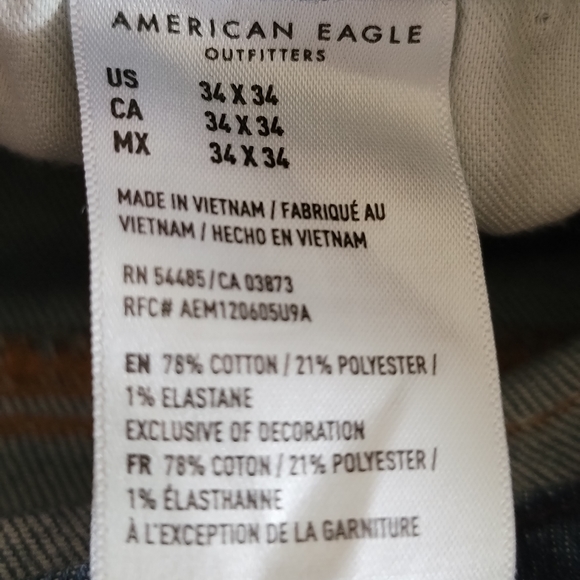 AMERICAN EAGLE
OUTFITTERS
US 34 X 34
CA 34 X 34
MX 34 X 34
MADE IN VIETNAM / FABRIQUÉ AU
VIETNAM / HECHO EN VIETNAM
RN 54485 / CA 03873
RFC# AEM120605U9A
EN 78% COTTON / 21% POLYESTER /
1% ELASTANE
EXCLUSIVE OF DECORATION
FR 78% COTON / 21% POLYESTER /
1% ÉLASTHANNE
À L'EXCEPTION DE LA GARNITURE